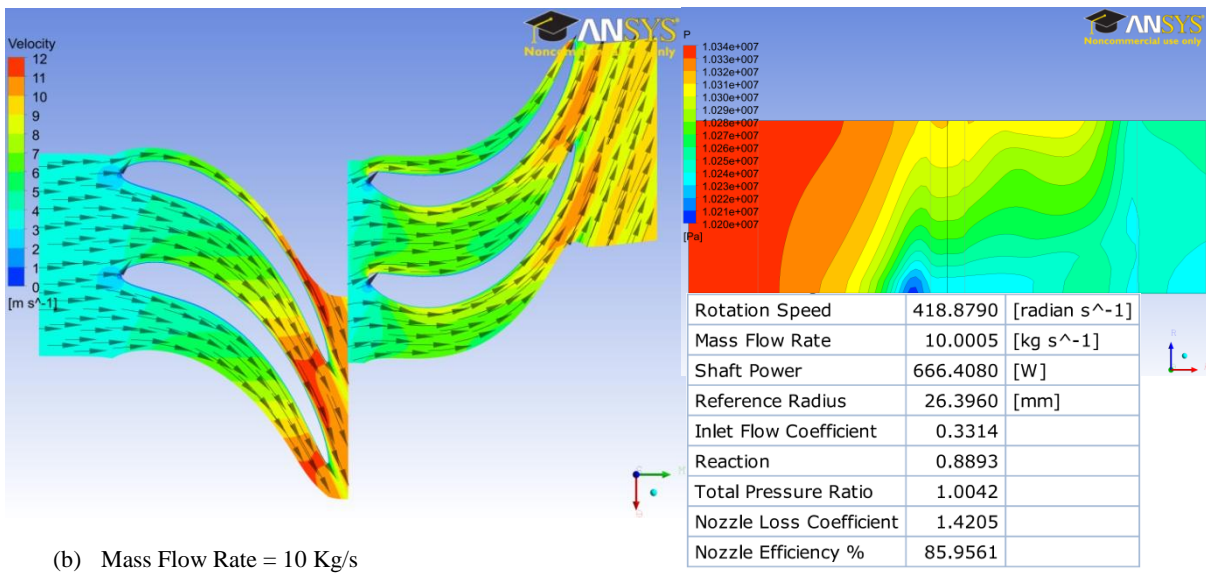 ANSYS
Noncommercial use only
Velocity
12
11
10
9
8
7
6
5
4
3
2
1
0
[m s^-1]
ANSYS
Noncommercial use only
P
1.034e+007
1.033e+007
1.032e+007
1.031e+007
1.030e+007
1.029e+007
1.028e+007
1.027e+007
1.026e+007
1.025e+007
1.024e+007
1.023e+007
1.022e+007
1.021e+007
1.020e+007
[Pa]
Rotation Speed 418.8790 [radian s^-1]
Mass Flow Rate 10.0005 [kg s^-1]
Shaft Power 666.4080 [W]
Reference Radius 26.3960 [mm]
Inlet Flow Coefficient 0.3314
Reaction 0.8893
Total Pressure Ratio 1.0042
Nozzle Loss Coefficient 1.4205
Nozzle Efficiency % 85.9561
(b) Mass Flow Rate = 10 Kg/s